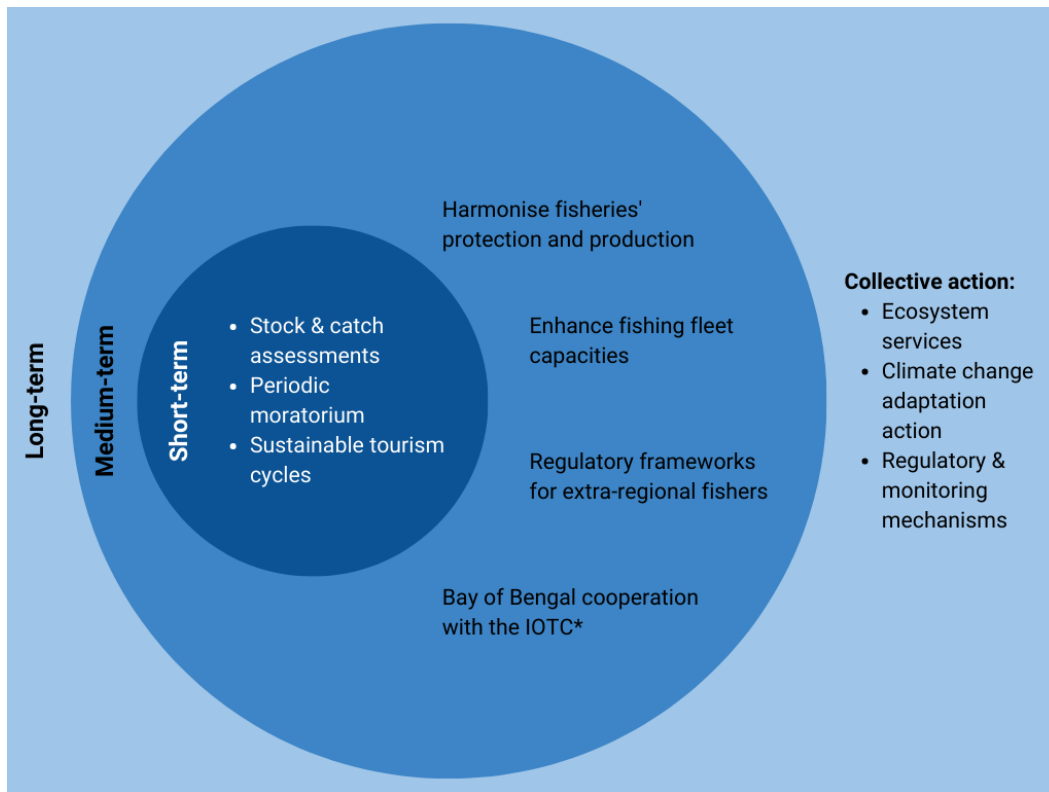 Long-term
Medium-term
Short-term
• Stock & catch
assessments
• Periodic
moratorium
• Sustainable tourism
cycles
Harmonise fisheries'
protection and production
Enhance fishing fleet
capacities
Regulatory frameworks
for extra-regional fishers
Bay of Bengal cooperation
with the IOTC*
Collective action:
• Ecosystem
services
• Climate change
adaptation
action
• Regulatory &
monitoring
mechanisms